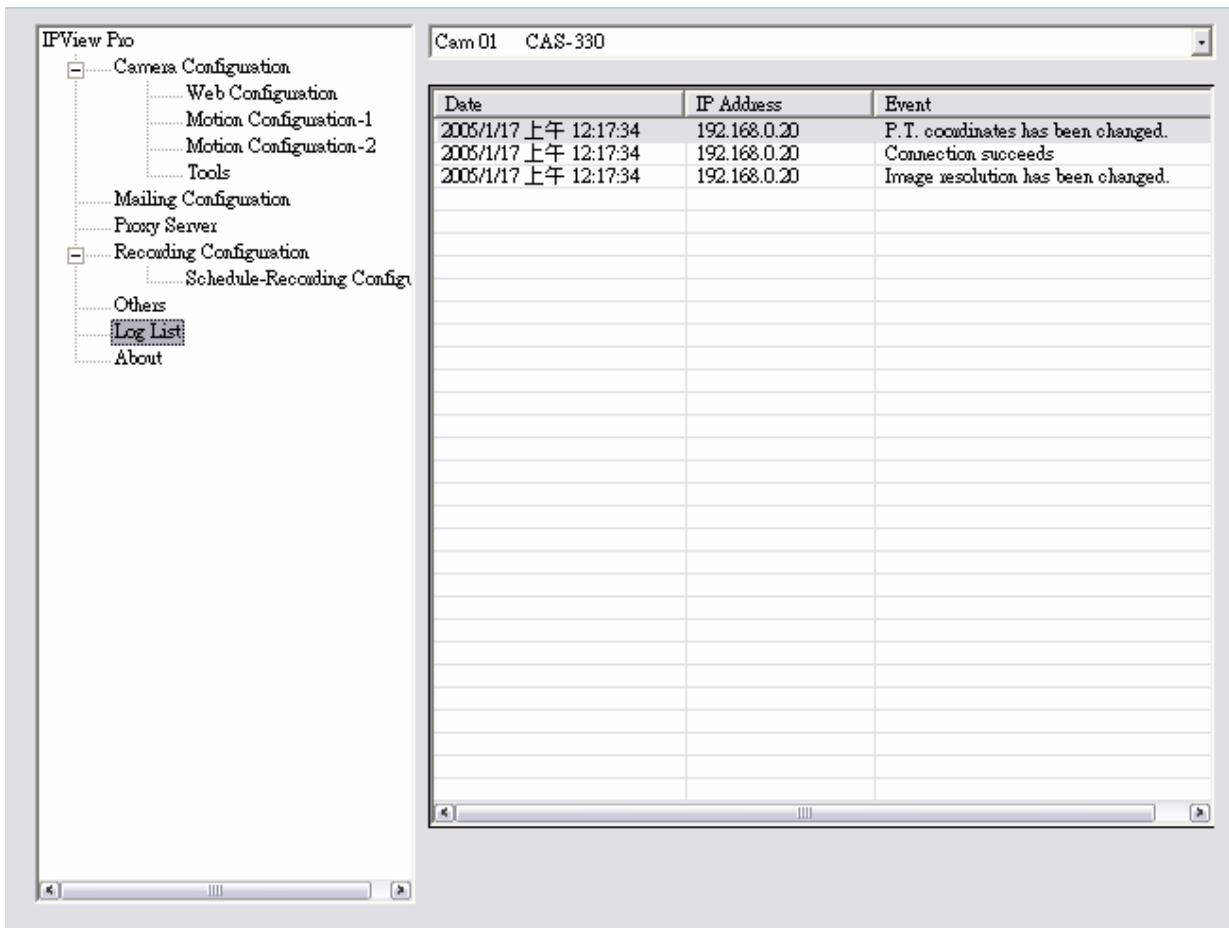 IPView Pro
Camera Configuration
Web Configuration
Motion Configuration-1
Motion Configuration-2
Tools
Mailing Configuration
Proxy Server
Recording Configuration
Schedule-Recording Configu
Others
Log List
About
Cam 01 CAS-330
Date IP Address Event
2005/1/17 上午 12:17:34 192.168.0.20 P.T. coordinates has been changed.
2005/1/17 上午 12:17:34 192.168.0.20 Connection succeeds
2005/1/17 上午 12:17:34 192.168.0.20 Image resolution has been changed.